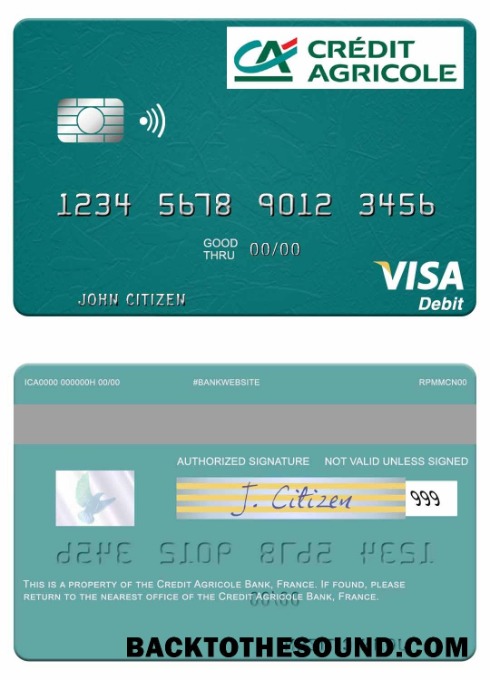 CA CRÉDIT
AGRICOLE
1234 5678 9012 3456
GOOD
THRU 00/00
VISA
Debit
JOHN CITIZEN
ICA0000 000000H 00/00 #BANKWEBSITE RPMMCN00
AUTHORIZED SIGNATURE NOT VALID UNLESS SIGNED
J. Citizen 999
THIS IS A PROPERTY OF THE CREDIT AGRICOLE BANK, FRANCE. IF FOUND, PLEASE
RETURN TO THE NEAREST OFFICE OF THE CREDIT AGRICOLE BANK, FRANCE.
BACKTOTHESOUND.COM